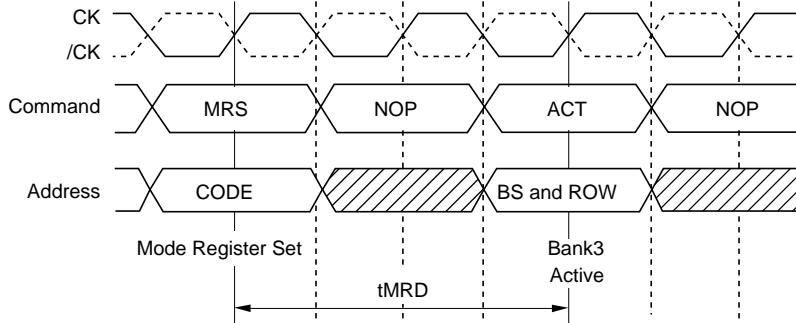 CK
/CK
Command MRS NOP ACT NOP
Address CODE BS and ROW
Mode Register Set Bank3
Active
tMRD